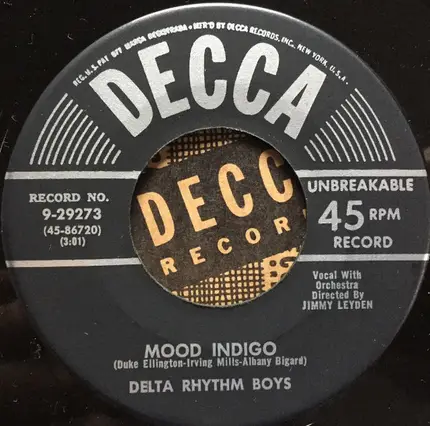 REG. U.S. PAT. OFF. MARCA REGISTRADA • MFR'D BY DECCA RECORDS, INC., NEW YORK, U.S.A.
DECCA
RECORD NO.
9-29273
(45-86720)
(3:01)
DECC
RECOR
UNBREAKABLE
45 RPM
RECORD
Vocal With
Orchestra
Directed By
JIMMY LEYDEN
MOOD INDIGO
(Duke Ellington-Irving Mills-Albany Bigard)
DELTA RHYTHM BOYS